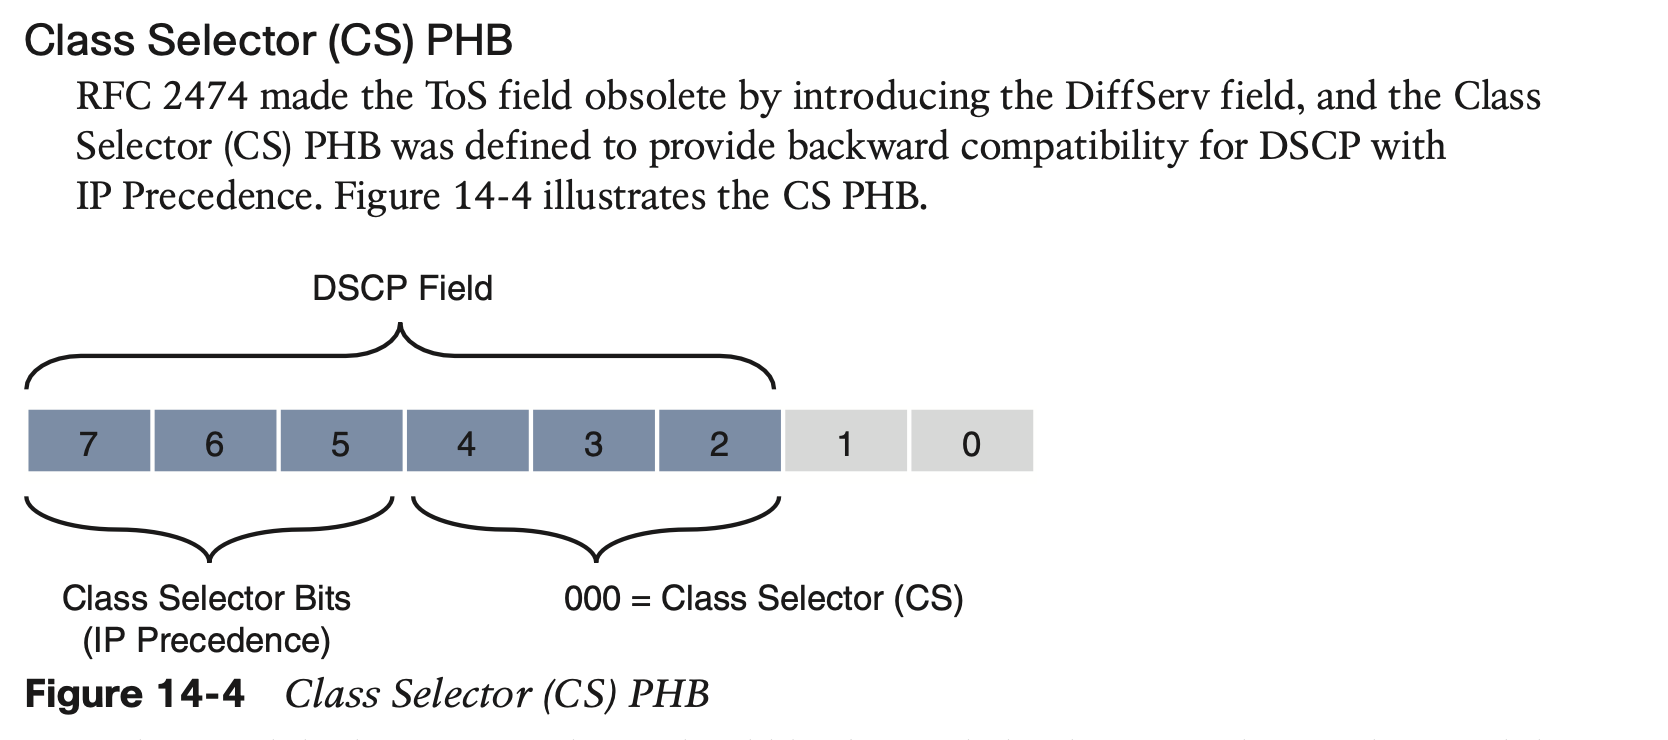 Class Selector (CS) PHB
RFC 2474 made the ToS field obsolete by introducing the DiffServ field, and the Class
Selector (CS) PHB was defined to provide backward compatibility for DSCP with
IP Precedence. Figure 14-4 illustrates the CS PHB.
DSCP Field
7 6 5 4 3 2 1 0
Class Selector Bits
(IP Precedence)
000 = Class Selector (CS)
Figure 14-4 Class Selector (CS) PHB